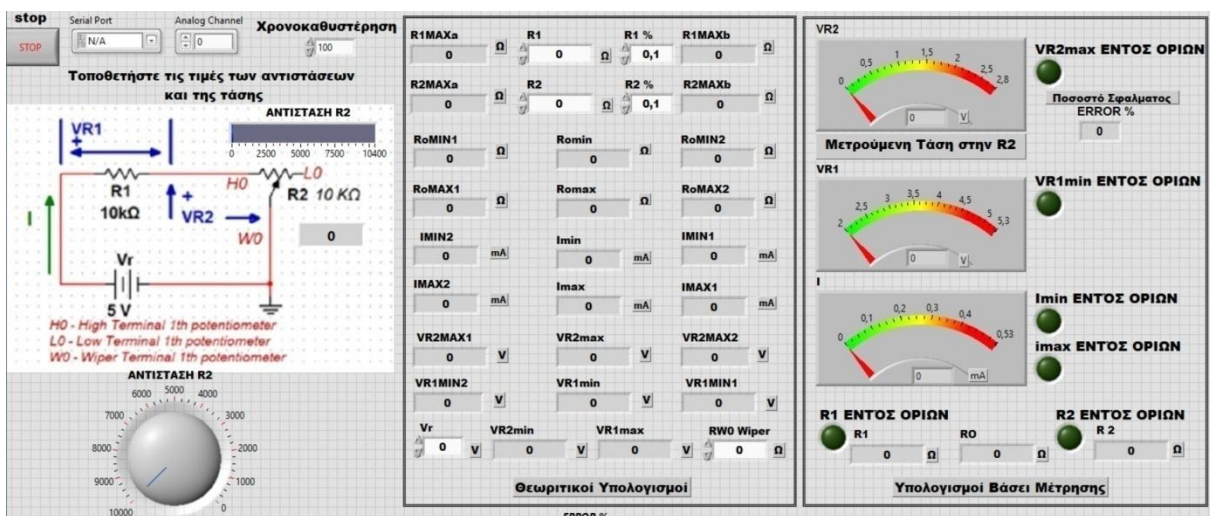 stop
Serial Port
Analog Channel
Χρονοκαθυστέρηση
STOP
N/A
0
100
Τοποθετήστε τις τιμές των αντιστάσεων
και της τάσης
ΑΝΤΙΣΤΑΣΗ R2
0 2500 5000 7500 10400
VR1
+
R1
10kΩ
H0
L0
R2 10 KΩ
+
VR2
W0
0
I
Vr
5 V
H0 - High Terminal 1th potentiometer
L0 - Low Terminal 1th potentiometer
W0 - Wiper Terminal 1th potentiometer
ΑΝΤΙΣΤΑΣΗ R2
0 1000 2000 3000 4000 5000 6000 7000 8000 9000 10000
R1MAXa R1 R1 % R1MAXb
0 Ω 0 Ω 0,1 0 Ω
R2MAXa R2 R2 % R2MAXb
0 Ω 0 Ω 0,1 0 Ω
RoMIN1 Romin RoMIN2
0 Ω 0 Ω 0 Ω
RoMAX1 Romax RoMAX2
0 Ω 0 Ω 0 Ω
IMIN2 Imin IMIN1
0 mA 0 mA 0 mA
IMAX2 Imax IMAX1
0 mA 0 mA 0 mA
VR2MAX1 VR2max VR2MAX2
0 V 0 V 0 V
VR1MIN2 VR1min VR1MIN1
0 V 0 V 0 V
Vr VR2min VR1max RW0 Wiper
0 V 0 V 0 V 0 Ω
Θεωριτικοί Υπολογισμοί
ERROR %
VR2
0 0,5 1 1,5 2 2,5 2,8
0 V
Μετρούμενη Τάση στην R2
VR2max ΕΝΤΟΣ ΟΡΙΩΝ
Ποσοστό Σφαλματος
ERROR %
0
VR1
2 2,5 3 3,5 4 4,5 5 5,3
0 V
VR1min ΕΝΤΟΣ ΟΡΙΩΝ
I
0 0,1 0,2 0,3 0,4 0,53
0 mA
Imin ΕΝΤΟΣ ΟΡΙΩΝ
imax ΕΝΤΟΣ ΟΡΙΩΝ
R1 ΕΝΤΟΣ ΟΡΙΩΝ
R2 ΕΝΤΟΣ ΟΡΙΩΝ
R1 RO R 2
0 Ω 0 Ω 0 Ω
Υπολογισμοί Βάσει Μέτρησης